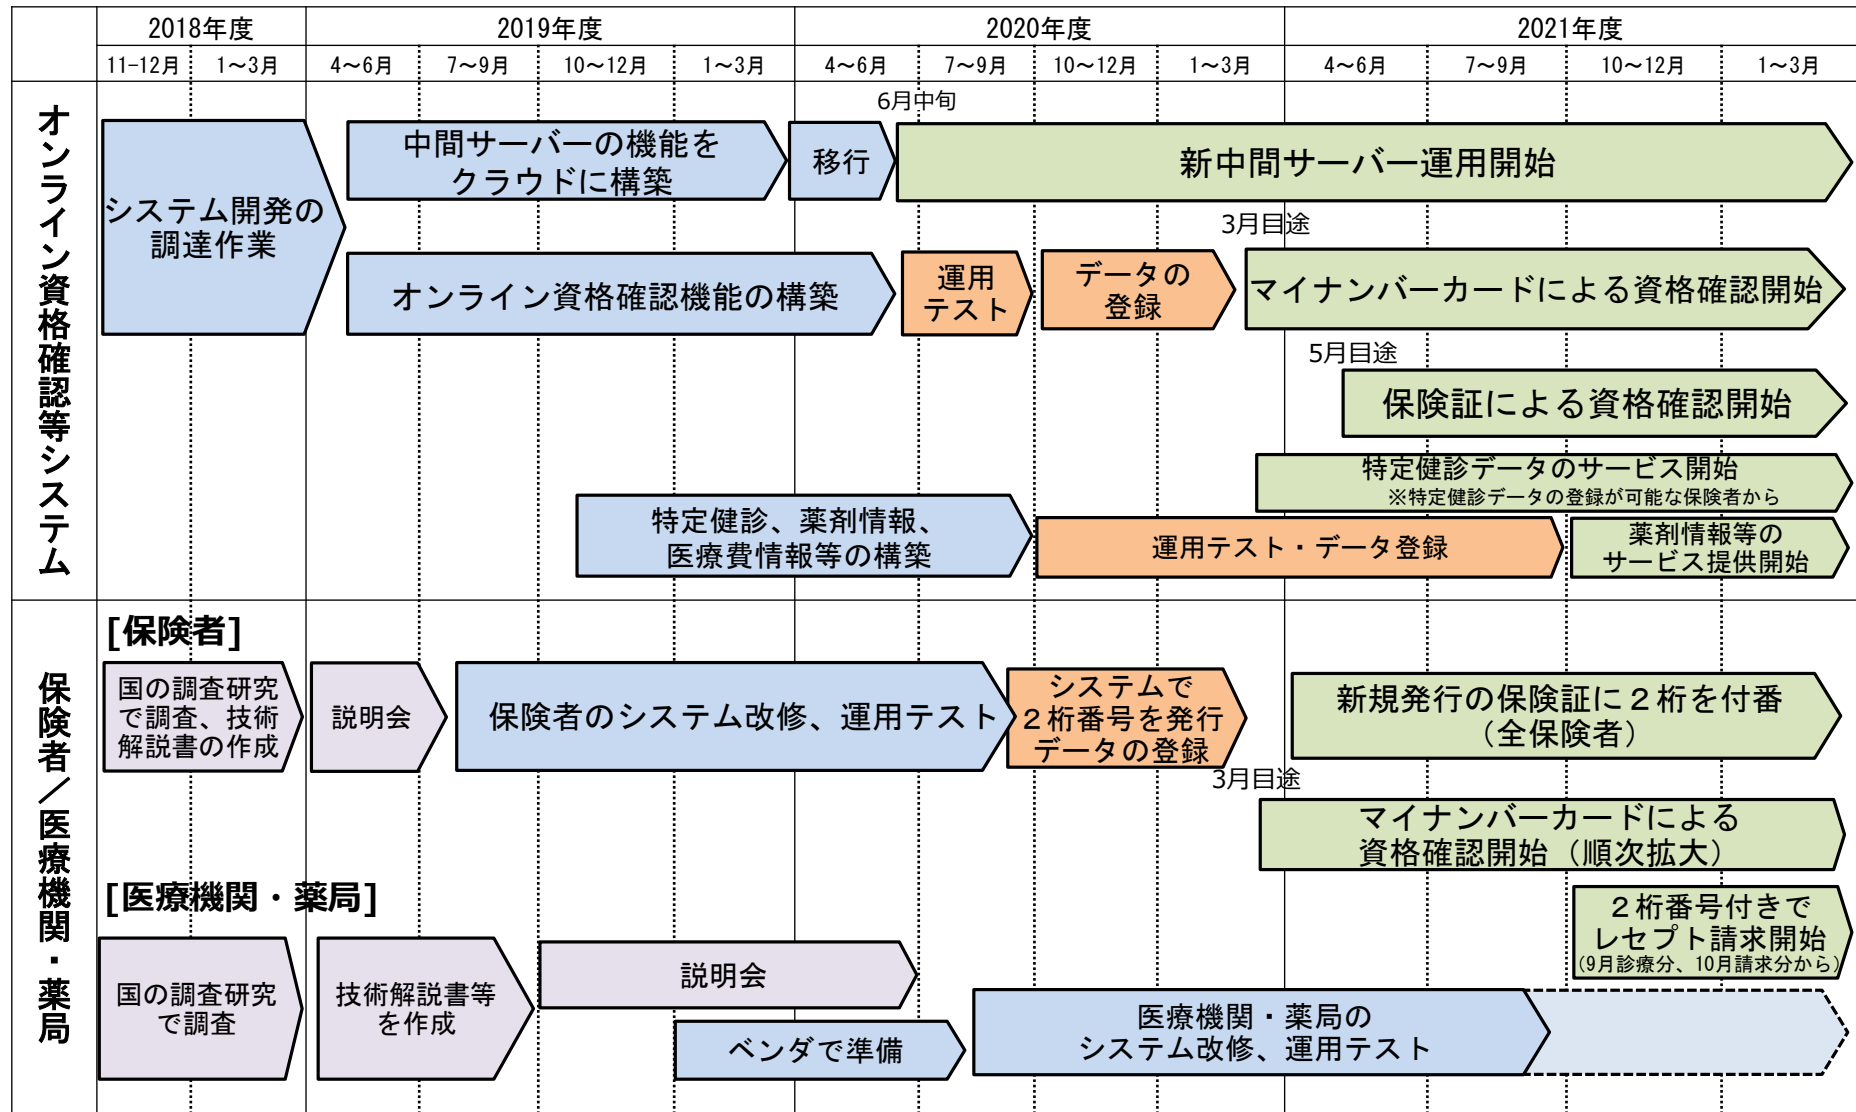 2018年度
2019年度
2020年度
2021年度
11-12月
1～3月
4～6月
7～9月
10～12月
1～3月
4～6月
7～9月
10～12月
1～3月
4～6月
7～9月
10～12月
1～3月
オンライン資格確認等システム
システム開発の
調達作業
中間サーバーの機能を
クラウドに構築
移行
6月中旬
新中間サーバー運用開始
オンライン資格確認機能の構築
運用
テスト
データの
登録
3月目途
マイナンバーカードによる資格確認開始
5月目途
保険証による資格確認開始
特定健診データのサービス開始
※特定健診データの登録が可能な保険者から
特定健診、薬剤情報、
医療費情報等の構築
運用テスト・データ登録
薬剤情報等の
サービス提供開始
保険者／医療機関・薬局
[保険者]
国の調査研究
で調査、技術
解説書の作成
説明会
保険者のシステム改修、運用テスト
システムで
２桁番号を発行
データの登録
新規発行の保険証に２桁を付番
（全保険者）
3月目途
マイナンバーカードによる
資格確認開始（順次拡大）
[医療機関・薬局]
２桁番号付きで
レセプト請求開始
(9月診療分、10月請求分から)
国の調査研究
で調査
技術解説書等
を作成
説明会
ベンダで準備
医療機関・薬局の
システム改修、運用テスト